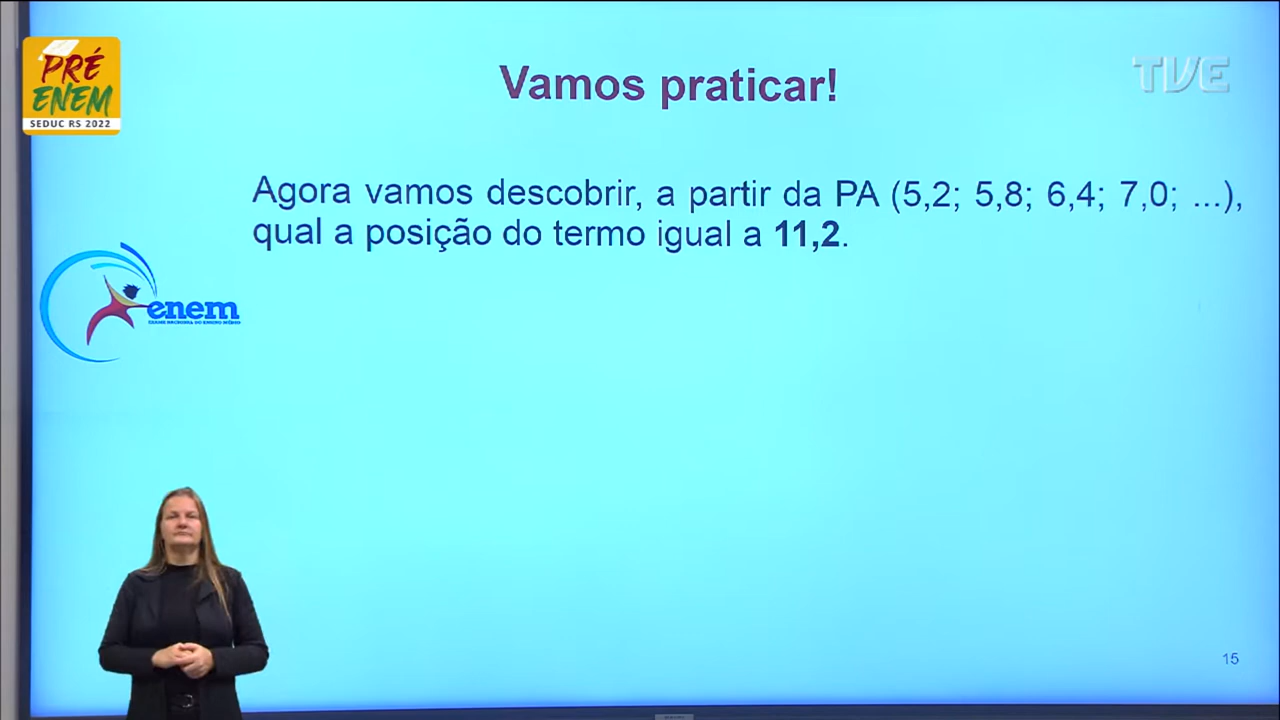 PRÉ
ENEM
SEDUC RS 2022
TVE
Vamos praticar!
Agora vamos descobrir, a partir da PA (5,2; 5,8; 6,4; 7,0; ...),
qual a posição do termo igual a 11,2.
enem
EXAME NACIONAL DO ENSINO MÉDIO
15